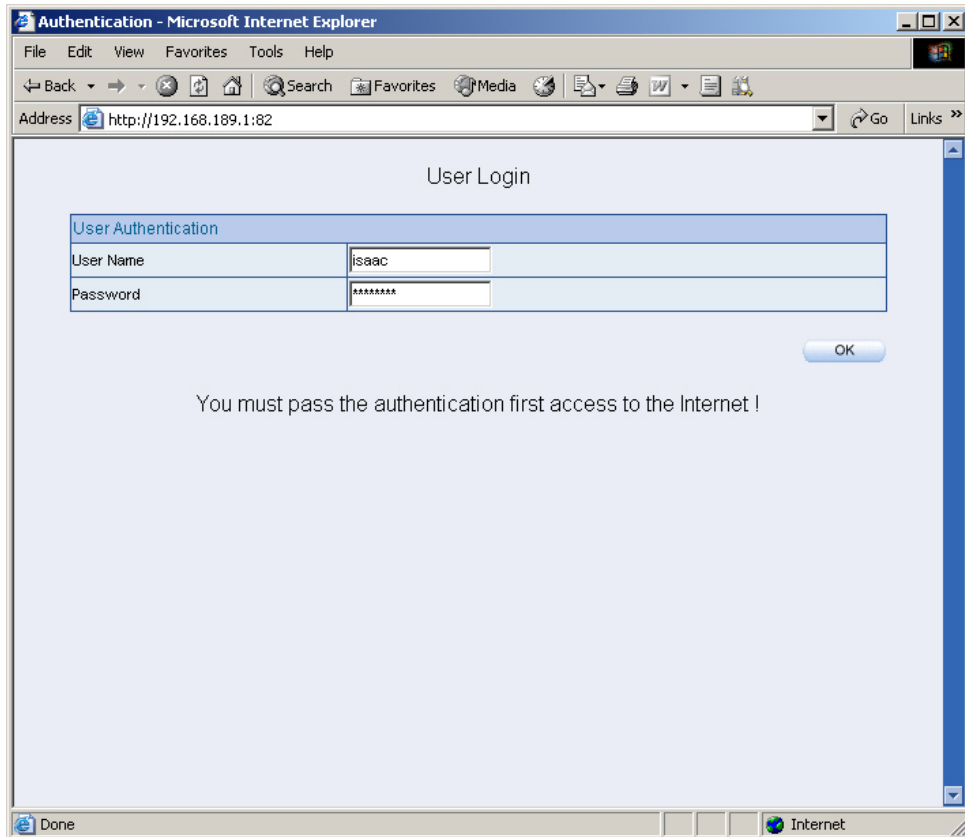 Authentication - Microsoft Internet Explorer
File Edit View Favorites Tools Help
Back Search Favorites Media W
Address http://192.168.189.1:82 Go Links »
User Login
User Authentication
User Name isaac
Password ********
OK
You must pass the authentication first access to the Internet !
Done Internet